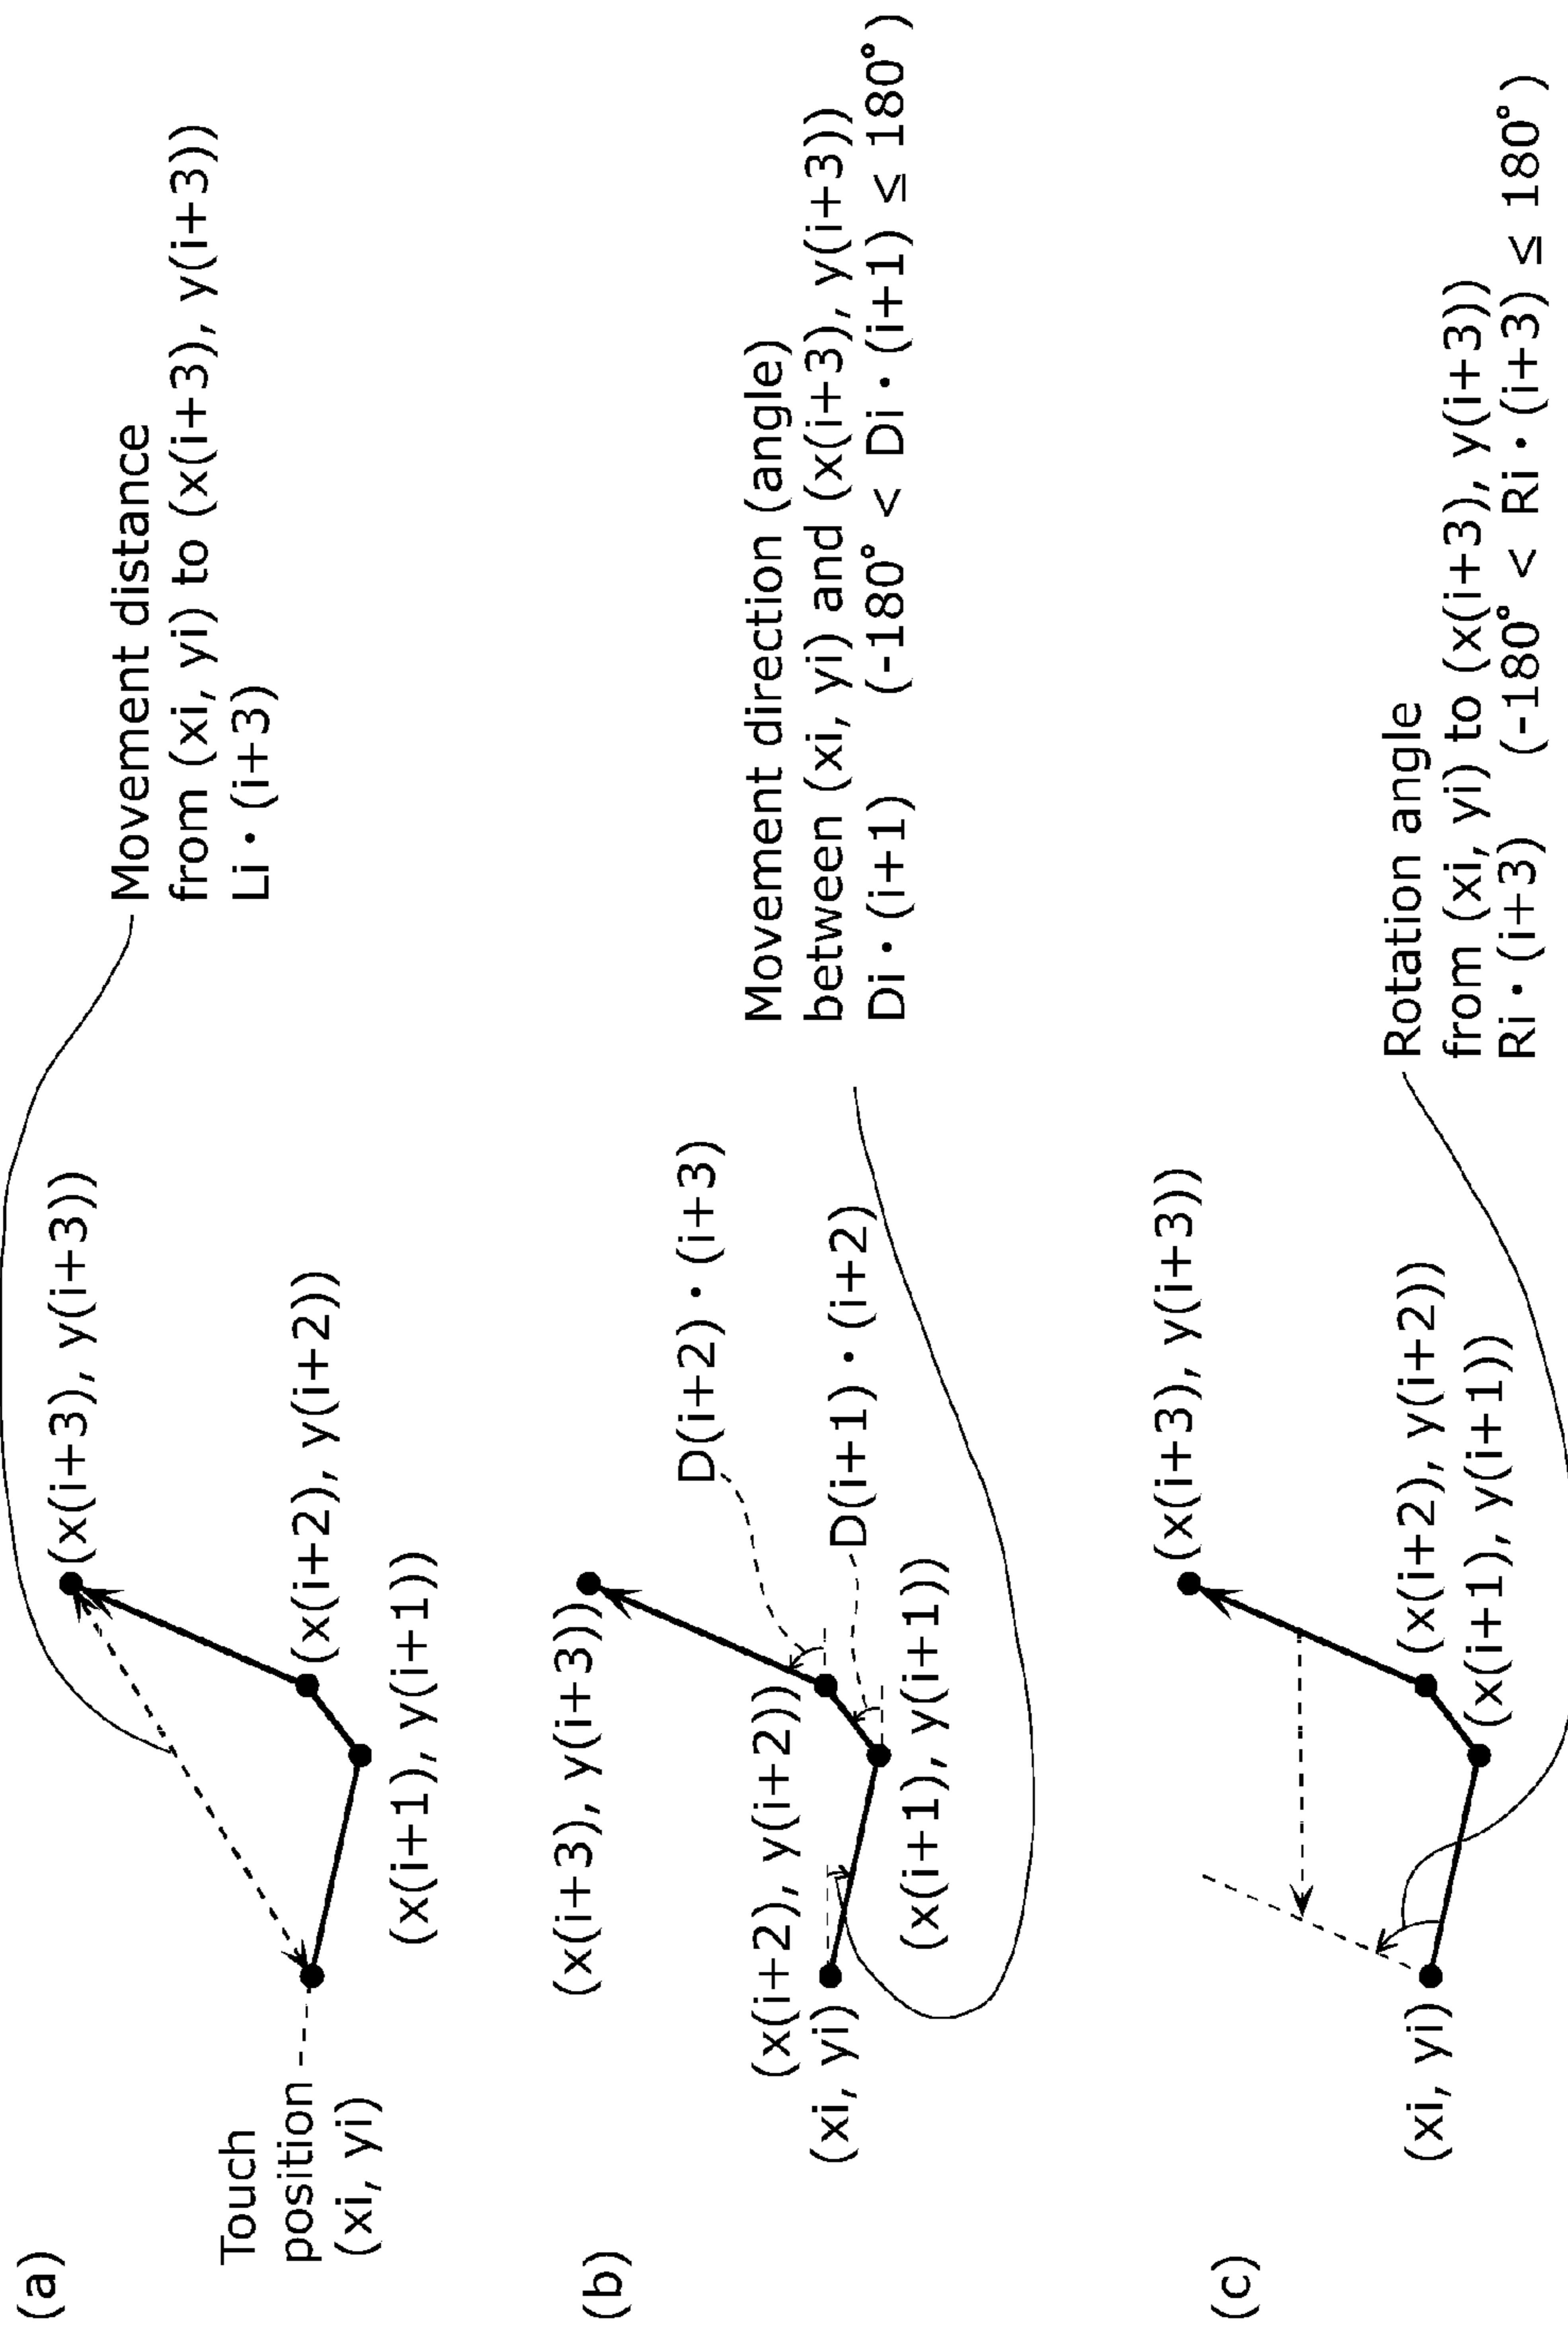 (a)
Touch
position
(xi, yi)
(x(i+3), y(i+3))
(x(i+2), y(i+2))
(x(i+1), y(i+1))
Movement distance
from (xi, yi) to (x(i+3), y(i+3))
Li・(i+3)
(b)
(x(i+3), y(i+3))
(x(i+2), y(i+2))
(xi, yi)
(x(i+1), y(i+1))
D(i+2)・(i+3)
D(i+1)・(i+2)
Movement direction (angle)
between (xi, yi) and (x(i+3), y(i+3))
Di・(i+1) (-180° < Di・(i+1) ≤ 180°)
(c)
(xi, yi)
(x(i+3), y(i+3))
(x(i+2), y(i+2))
(x(i+1), y(i+1))
Rotation angle
from (xi, yi) to (x(i+3), y(i+3))
Ri・(i+3) (-180° < Ri・(i+3) ≤ 180°)